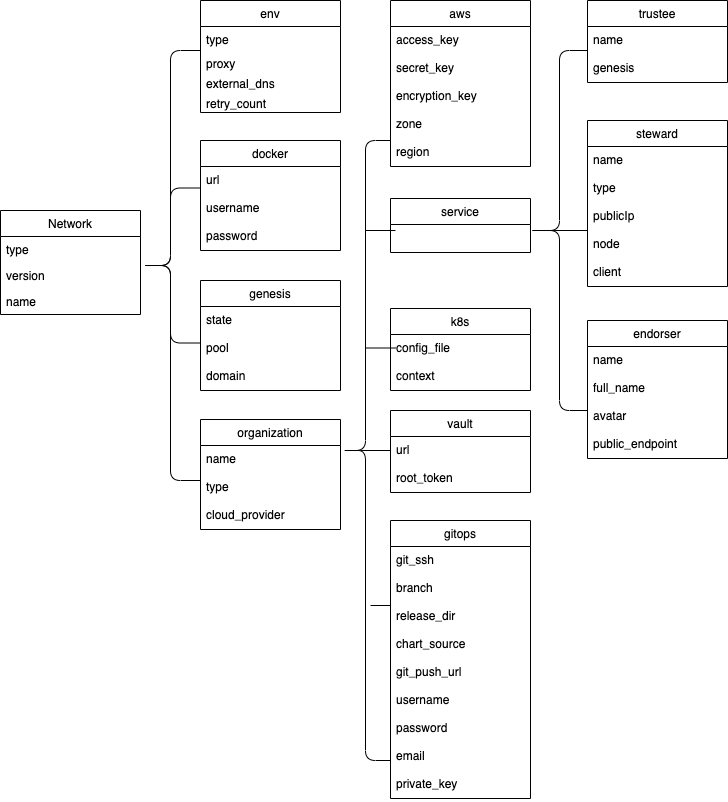 Network
type
version
name
env
type
proxy
external_dns
retry_count
docker
url
username
password
genesis
state
pool
domain
organization
name
type
cloud_provider
aws
access_key
secret_key
encryption_key
zone
region
service
k8s
config_file
context
vault
url
root_token
gitops
git_ssh
branch
release_dir
chart_source
git_push_url
username
password
email
private_key
trustee
name
genesis
steward
name
type
publicIp
node
client
endorser
name
full_name
avatar
public_endpoint